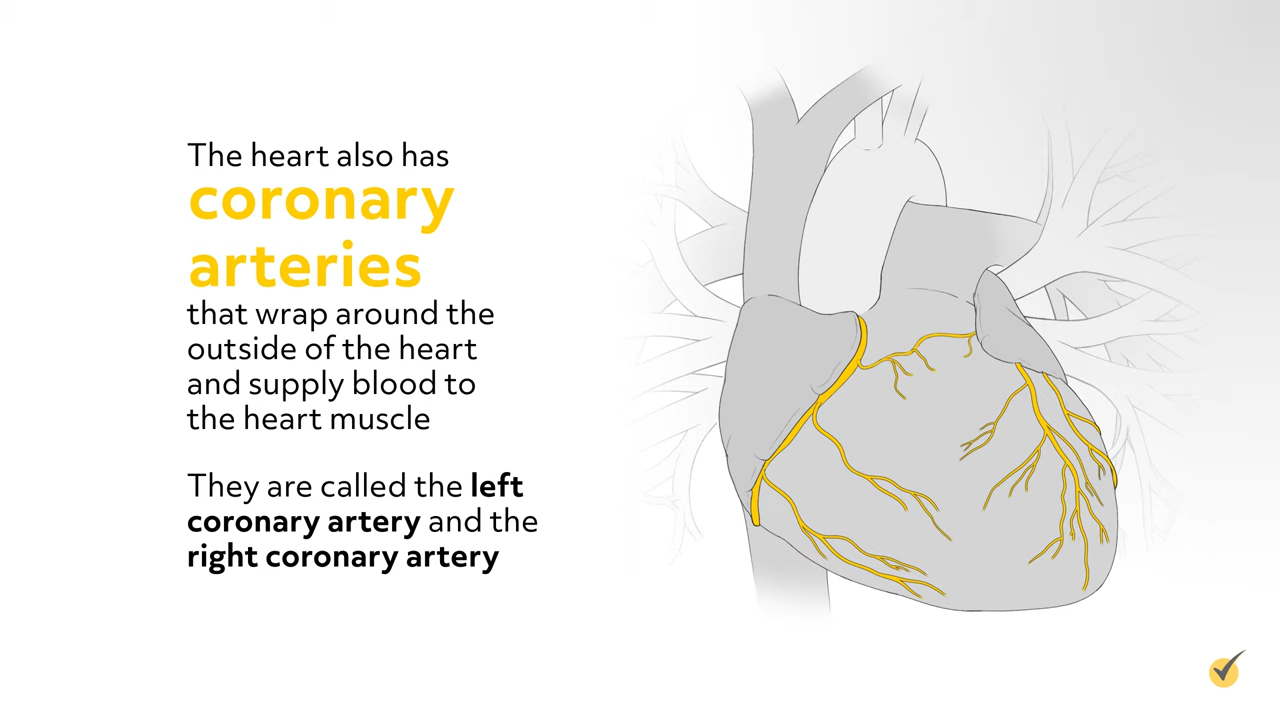 The heart also has
coronary
arteries
that wrap around the
outside of the heart
and supply blood to
the heart muscle
They are called the left
coronary artery and the
right coronary artery